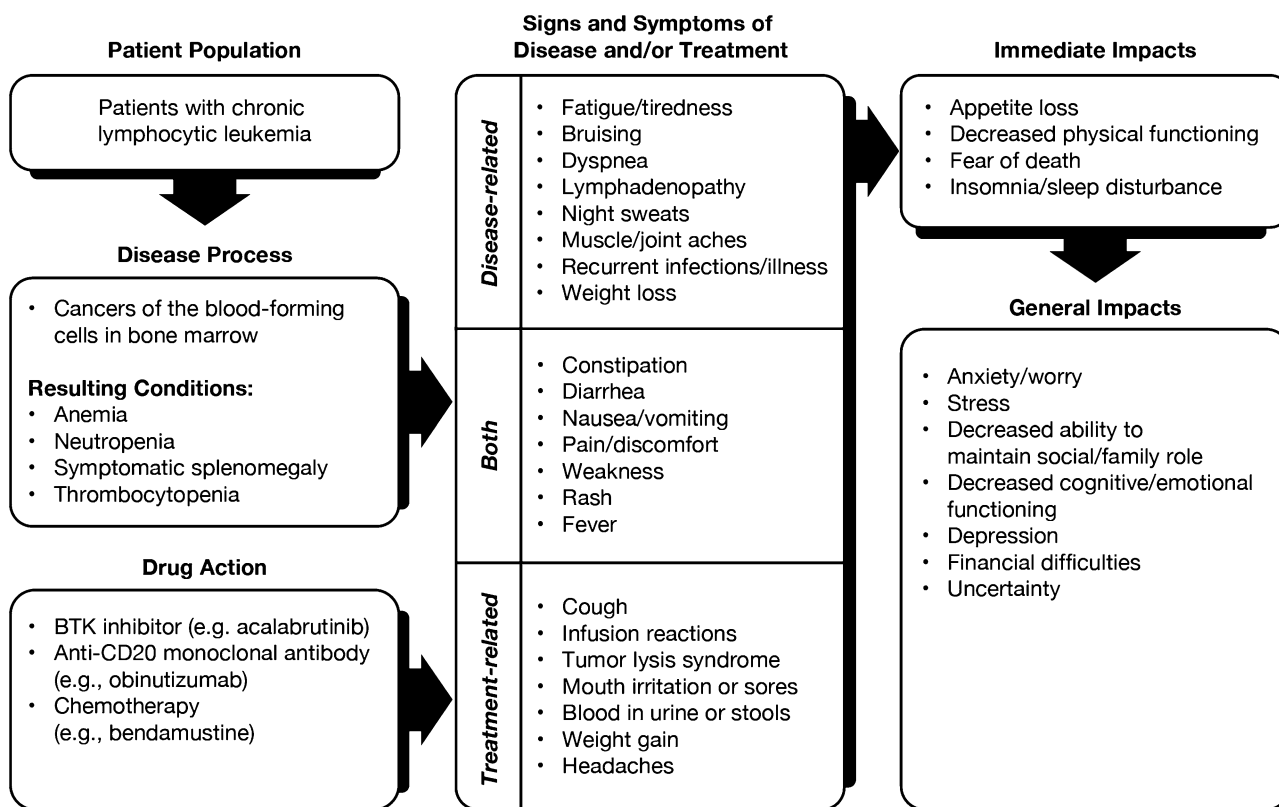 Patient Population
Patients with chronic
lymphocytic leukemia
Disease Process
• Cancers of the blood-forming
cells in bone marrow
Resulting Conditions:
• Anemia
• Neutropenia
• Symptomatic splenomegaly
• Thrombocytopenia
Drug Action
• BTK inhibitor (e.g. acalabrutinib)
• Anti-CD20 monoclonal antibody
(e.g., obinutizumab)
• Chemotherapy
(e.g., bendamustine)
Signs and Symptoms of
Disease and/or Treatment
Disease-related
• Fatigue/tiredness
• Bruising
• Dyspnea
• Lymphadenopathy
• Night sweats
• Muscle/joint aches
• Recurrent infections/illness
• Weight loss
Both
• Constipation
• Diarrhea
• Nausea/vomiting
• Pain/discomfort
• Weakness
• Rash
• Fever
Treatment-related
• Cough
• Infusion reactions
• Tumor lysis syndrome
• Mouth irritation or sores
• Blood in urine or stools
• Weight gain
• Headaches
Immediate Impacts
• Appetite loss
• Decreased physical functioning
• Fear of death
• Insomnia/sleep disturbance
General Impacts
• Anxiety/worry
• Stress
• Decreased ability to
maintain social/family role
• Decreased cognitive/emotional
functioning
• Depression
• Financial difficulties
• Uncertainty